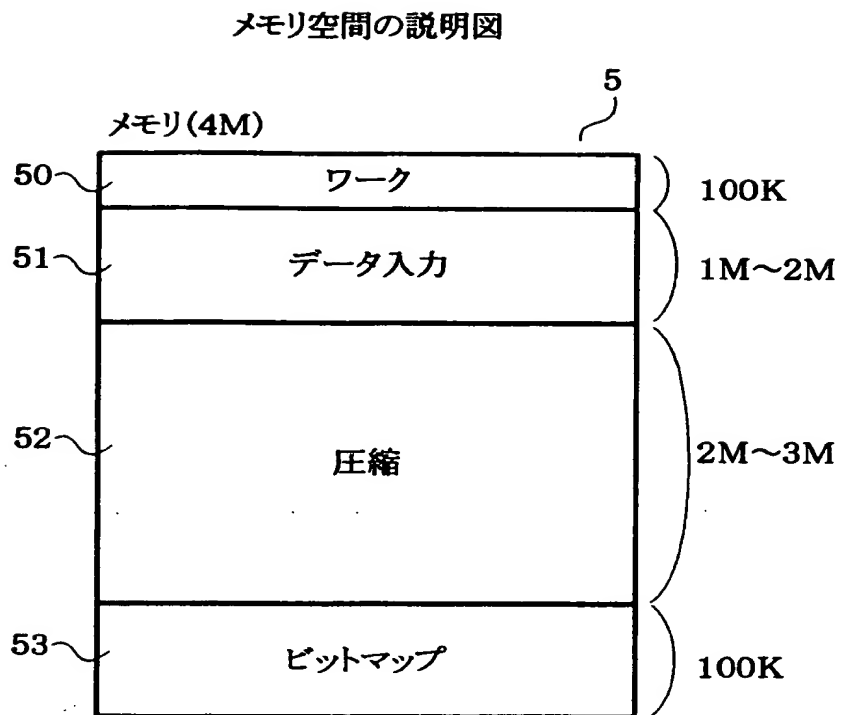 メモリ空間の説明図
5
メモリ(4M)
50 ワーク 100K
51 データ入力 1M～2M
52 圧縮 2M～3M
53 ビットマップ 100K